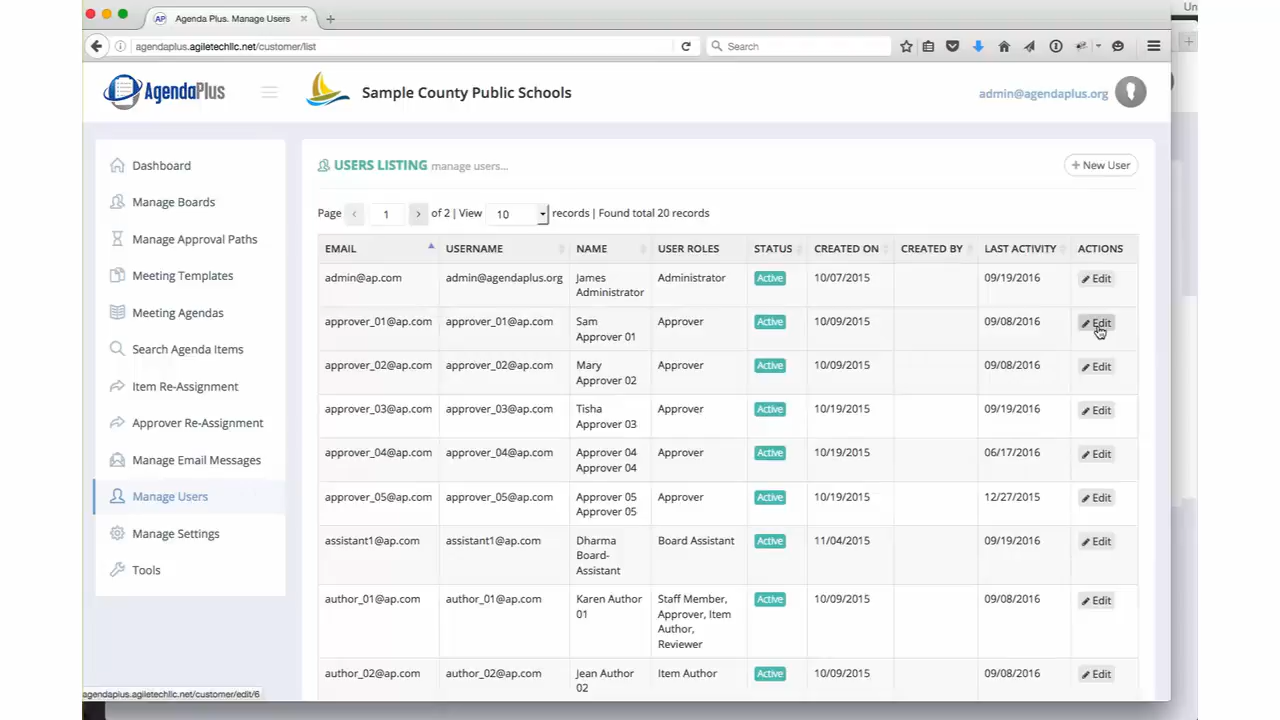 Un
AP Agenda Plus. Manage Users
agendaplus.agiletechllc.net/customer/list
Search
AgendaPlus
Sample County Public Schools
admin@agendaplus.org
Dashboard
Manage Boards
Manage Approval Paths
Meeting Templates
Meeting Agendas
Search Agenda Items
Item Re-Assignment
Approver Re-Assignment
Manage Email Messages
Manage Users
Manage Settings
Tools
USERS LISTING manage users...
+ New User
Page < 1 > of 2 | View 10 records | Found total 20 records
EMAIL USERNAME NAME USER ROLES STATUS CREATED ON CREATED BY LAST ACTIVITY ACTIONS
admin@ap.com admin@agendaplus.org James Administrator Active 10/07/2015 09/19/2016 Edit
Administrator
approver_01@ap.com approver_01@ap.com Sam Approver Active 10/09/2015 09/08/2016 Edit
Approver 01
approver_02@ap.com approver_02@ap.com Mary Approver Active 10/09/2015 09/08/2016 Edit
Approver 02
approver_03@ap.com approver_03@ap.com Tisha Approver Active 10/19/2015 09/19/2016 Edit
Approver 03
approver_04@ap.com approver_04@ap.com Approver 04 Approver Active 10/19/2015 06/17/2016 Edit
Approver 04
approver_05@ap.com approver_05@ap.com Approver 05 Approver Active 10/19/2015 12/27/2015 Edit
Approver 05
assistant1@ap.com assistant1@ap.com Dharma Board Assistant Active 11/04/2015 09/19/2016 Edit
Board-
Assistant
author_01@ap.com author_01@ap.com Karen Author Staff Member, Active 10/09/2015 09/08/2016 Edit
01 Approver, Item
Author,
Reviewer
author_02@ap.com author_02@ap.com Jean Author Item Author Active 10/09/2015 09/08/2016 Edit
02
agendaplus.agiletechllc.net/customer/edit/6